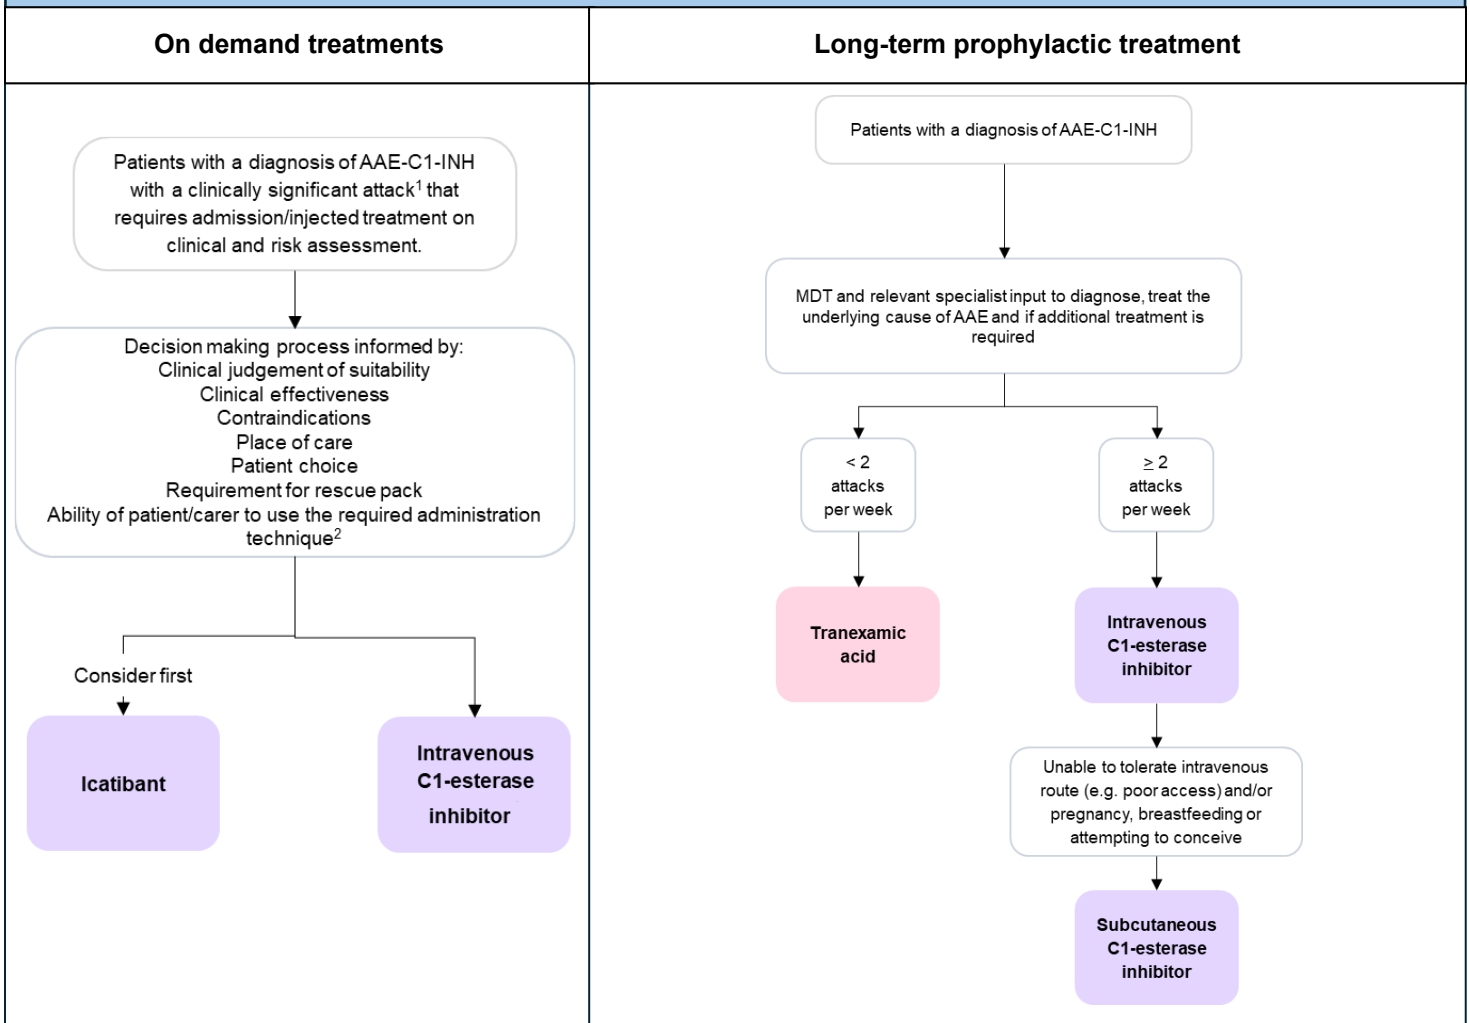 On demand treatments
Long-term prophylactic treatment
Patients with a diagnosis of AAE-C1-INH
with a clinically significant attack1 that
requires admission/injected treatment on
clinical and risk assessment.
Decision making process informed by:
Clinical judgement of suitability
Clinical effectiveness
Contraindications
Place of care
Patient choice
Requirement for rescue pack
Ability of patient/carer to use the required administration
technique2
Consider first
Icatibant
Intravenous
C1-esterase
inhibitor
Patients with a diagnosis of AAE-C1-INH
MDT and relevant specialist input to diagnose, treat the
underlying cause of AAE and if additional treatment is
required
< 2
attacks
per week
≥ 2
attacks
per week
Tranexamic
acid
Intravenous
C1-esterase
inhibitor
Unable to tolerate intravenous
route (e.g. poor access) and/or
pregnancy, breastfeeding or
attempting to conceive
Subcutaneous
C1-esterase
inhibitor